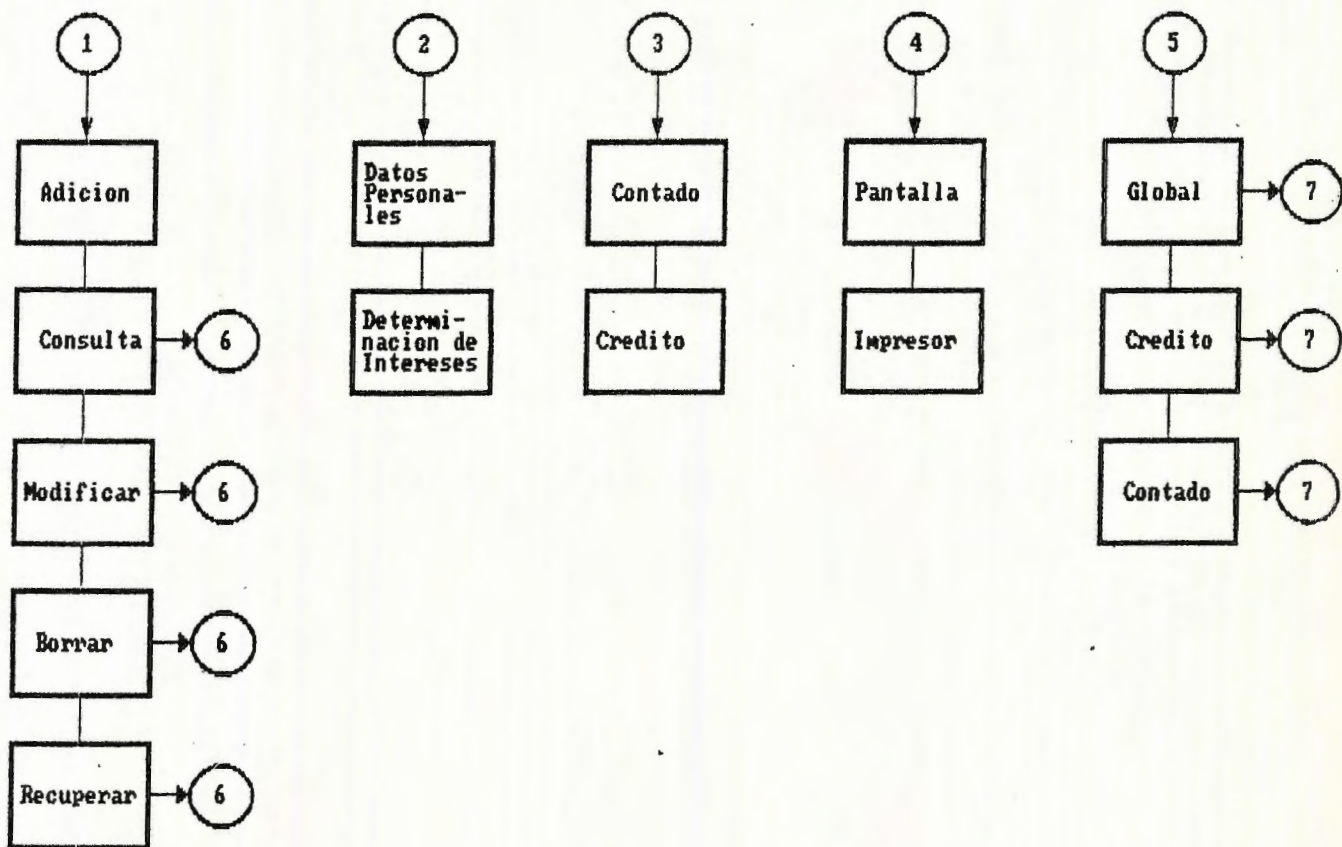 1
2
3
4
5
Adicion
Datos
Persona-
les
Contado
Pantalla
Global
7
Consulta
6
Determi-
nacion de
Intereses
Credito
Impresor
Credito
7
Modificar
6
Contado
7
Borrar
6
Recuperar
6